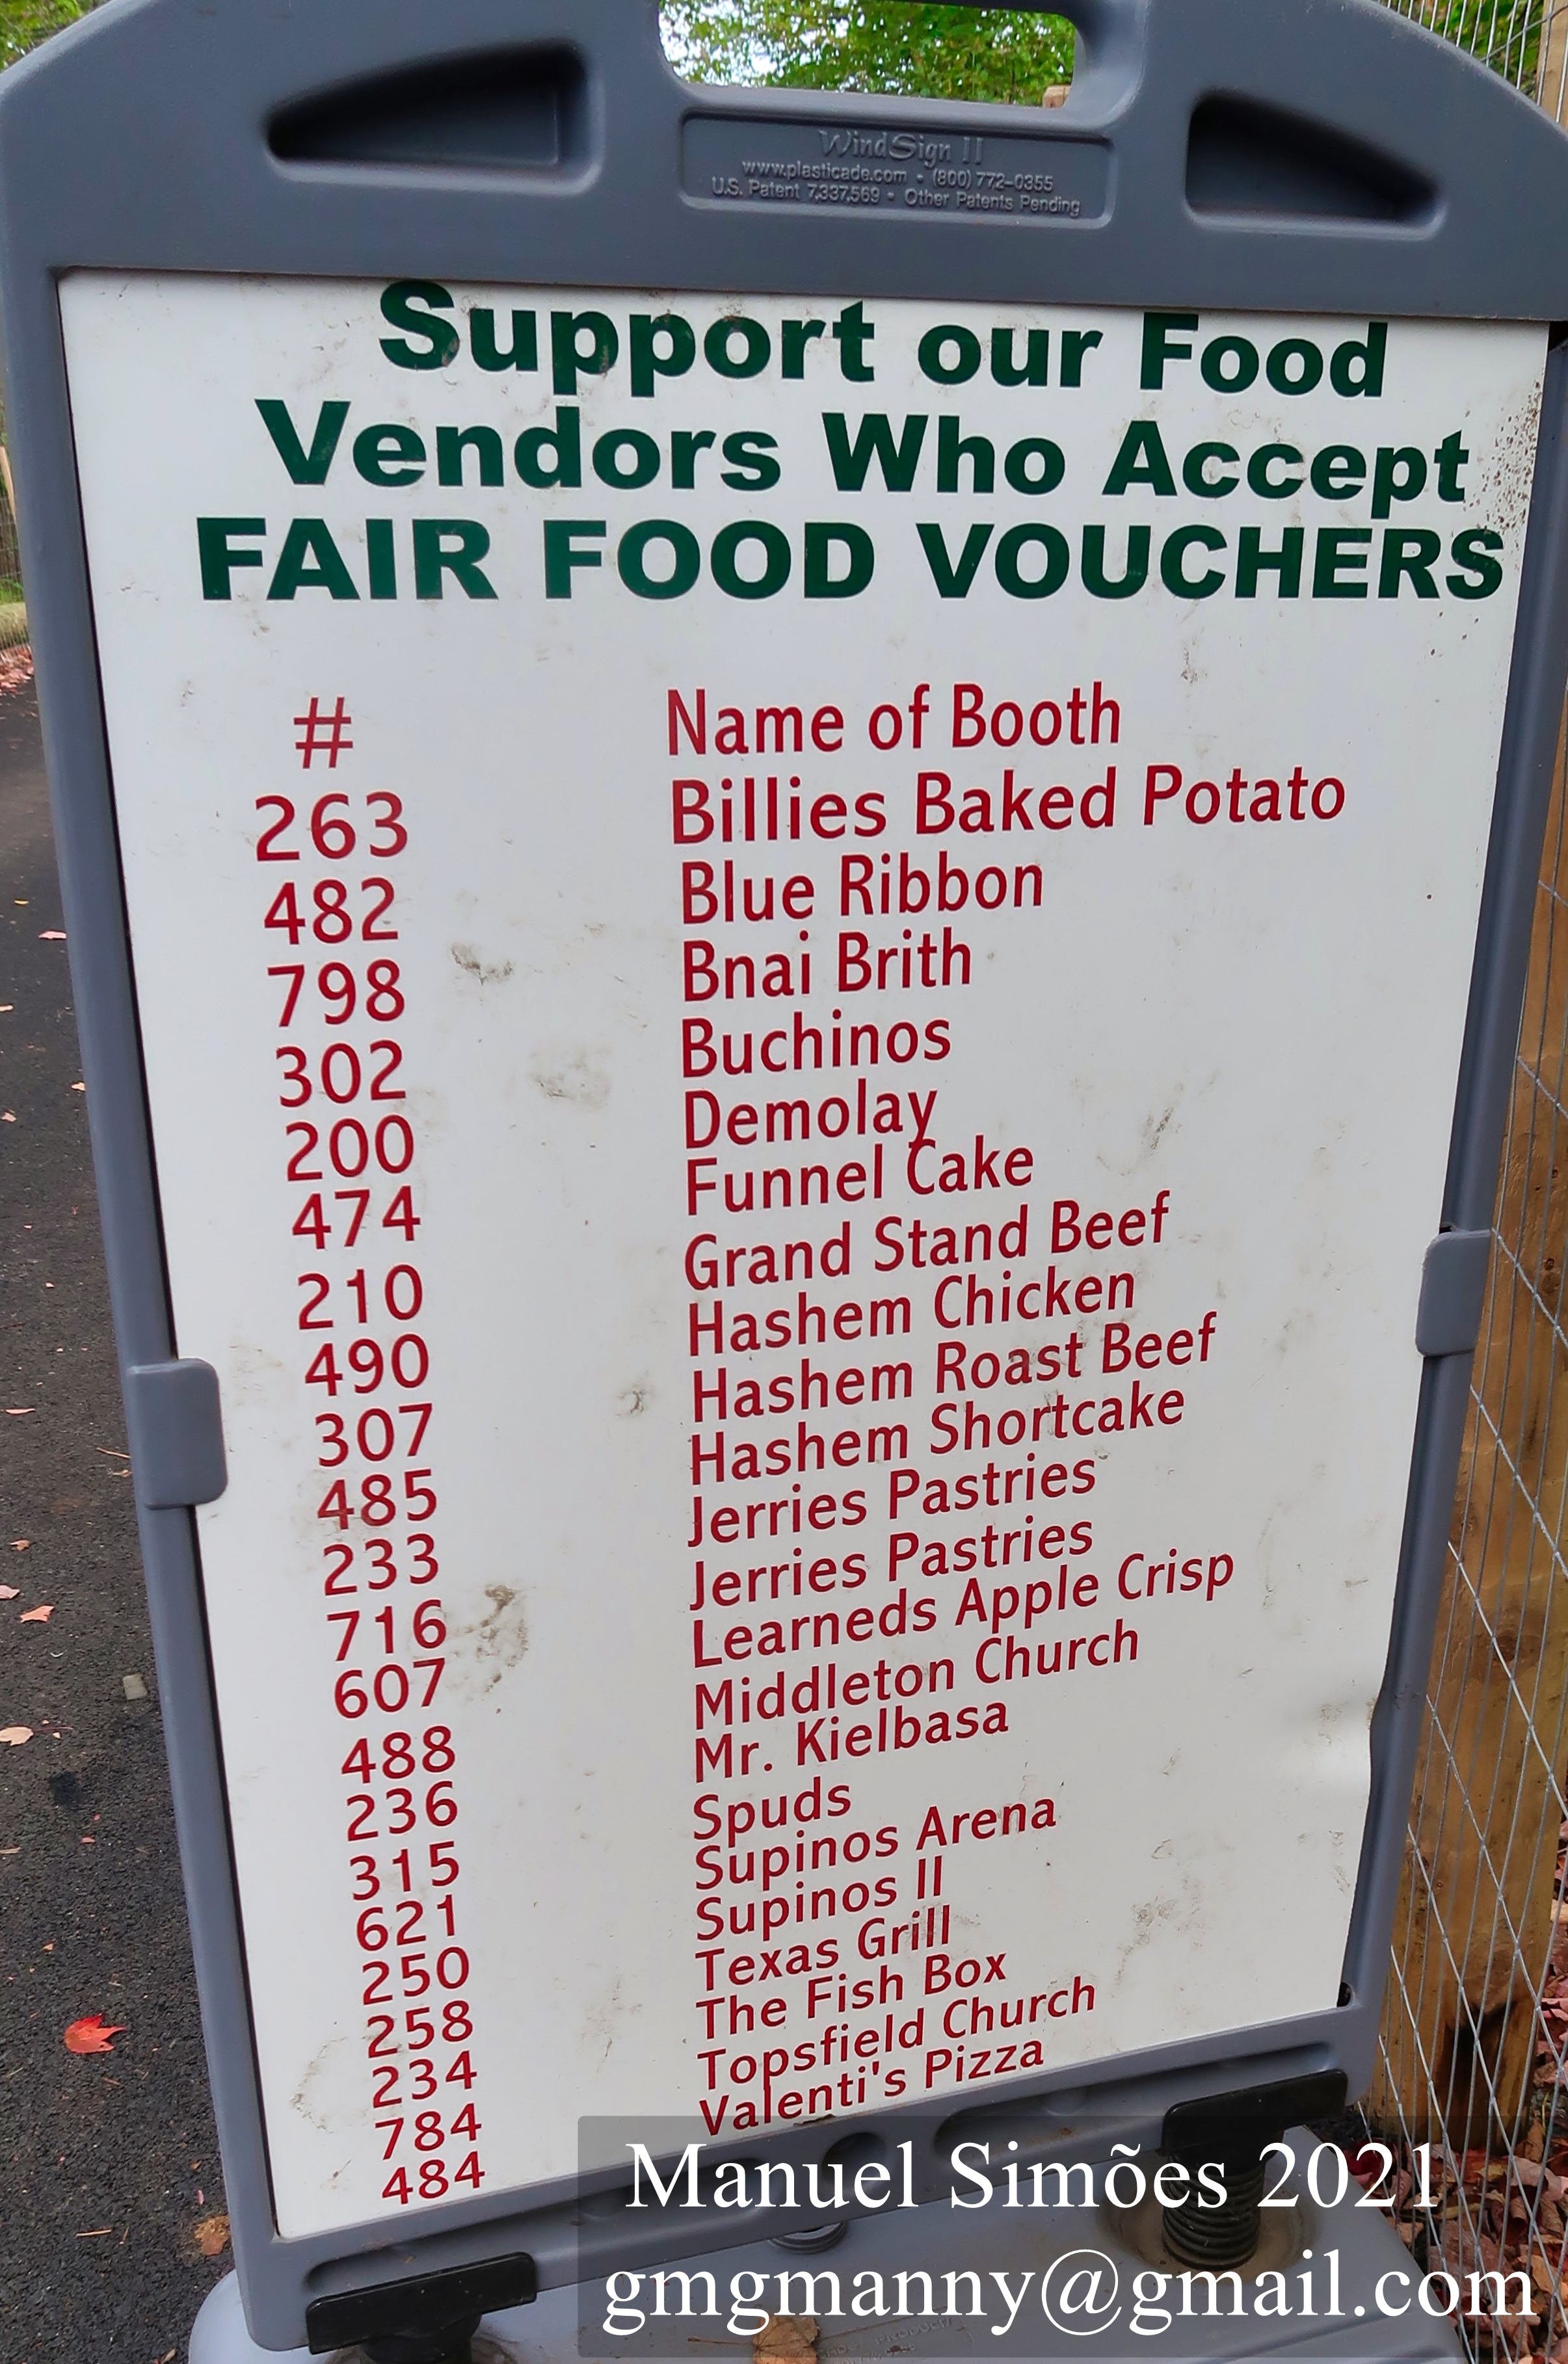 WindSign II
www.plasticade.com • (800) 772-0355
U.S. Patent 7,337,569 • Other Patents Pending
Support our Food
Vendors Who Accept
FAIR FOOD VOUCHERS
# Name of Booth
263 Billies Baked Potato
482 Blue Ribbon
798 Bnai Brith
302 Buchinos
200 Demolay
474 Funnel Cake
210 Grand Stand Beef
490 Hashem Chicken
307 Hashem Roast Beef
485 Hashem Shortcake
233 Jerries Pastries
716 Jerries Pastries
607 Learneds Apple Crisp
488 Middleton Church
236 Mr. Kielbasa
315 Spuds
621 Supinos Arena
250 Supinos II
258 Texas Grill
234 The Fish Box
784 Topsfield Church
484 Valenti's Pizza
Manuel Simões 2021
gmgmanny@gmail.com